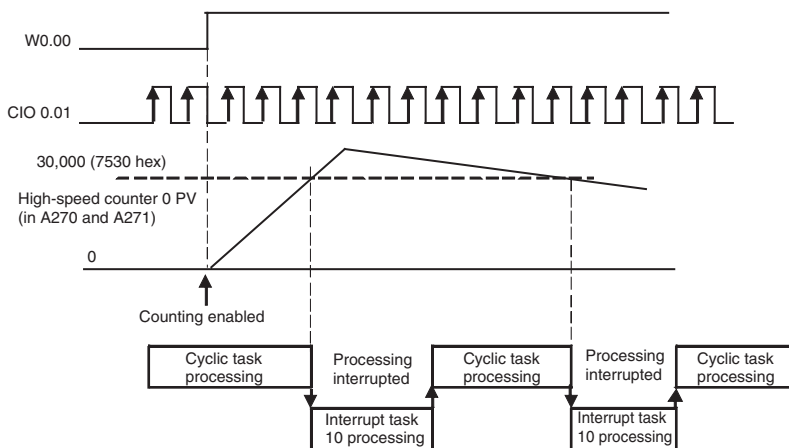 W0.00
CIO 0.01
30,000 (7530 hex)
High-speed counter 0 PV
(in A270 and A271)
0
Counting enabled
Cyclic task
processing
Processing
interrupted
Cyclic task
processing
Processing
interrupted
Cyclic task
processing
Interrupt task
10 processing
Interrupt task
10 processing